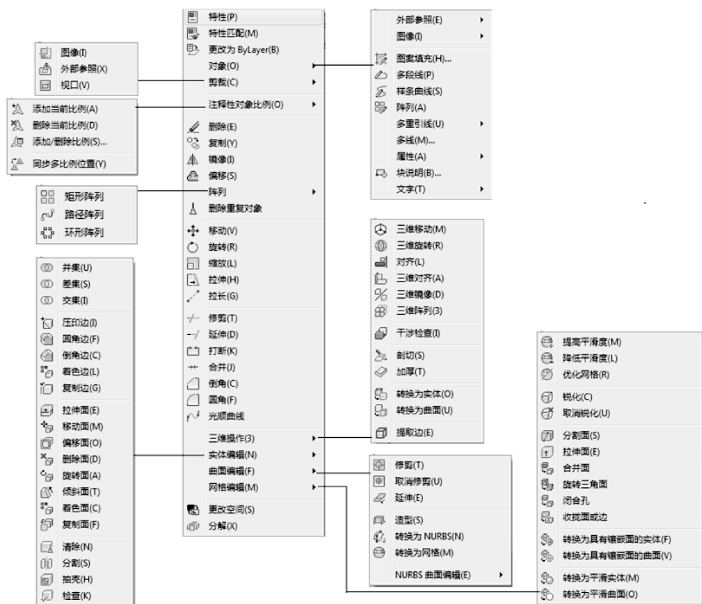 特性(P)
特性匹配(M)
更改为 ByLayer(B)
对象(O)
剪裁(C)
注释性对象比例(O)
删除(E)
复制(Y)
镜像(I)
偏移(S)
阵列
删除重复对象
移动(V)
旋转(R)
缩放(L)
拉伸(H)
拉长(G)
修剪(T)
延伸(D)
打断(K)
合并(J)
倒角(C)
圆角(F)
光顺曲线
三维操作(3)
实体编辑(N)
曲面编辑(F)
网格编辑(M)
更改空间(S)
分解(X)
图像(I)
外部参照(X)
视口(V)
添加当前比例(A)
删除当前比例(D)
添加/删除比例(S)...
同步多比例位置(Y)
矩形阵列
路径阵列
环形阵列
并集(U)
差集(S)
交集(I)
压印边(I)
圆角边(F)
倒角边(C)
着色边(L)
复制边(G)
拉伸面(E)
移动面(M)
偏移面(O)
删除面(D)
旋转面(A)
倾斜面(T)
着色面(C)
复制面(F)
清除(N)
分割(S)
抽壳(H)
检查(K)
外部参照(E)
图像(I)
图案填充(H)...
多段线(P)
样条曲线(S)
阵列(A)
多重引线(U)
多线(M)...
属性(A)
块说明(B)...
文字(T)
三维移动(M)
三维旋转(R)
对齐(L)
三维对齐(A)
三维镜像(D)
三维阵列(3)
干涉检查(I)
剖切(S)
加厚(T)
转换为实体(O)
转换为曲面(U)
提取边(E)
修剪(T)
取消修剪(U)
延伸(E)
造型(S)
转换为 NURBS(N)
转换为网格(M)
NURBS 曲面编辑(E)
提高平滑度(M)
降低平滑度(L)
优化网格(R)
锐化(C)
取消锐化(U)
分割面(S)
拉伸面(E)
合并面
旋转三角面
闭合孔
收拢面或边
转换为具有镶嵌面的实体(F)
转换为具有镶嵌面的曲面(V)
转换为平滑实体(M)
转换为平滑曲面(O)